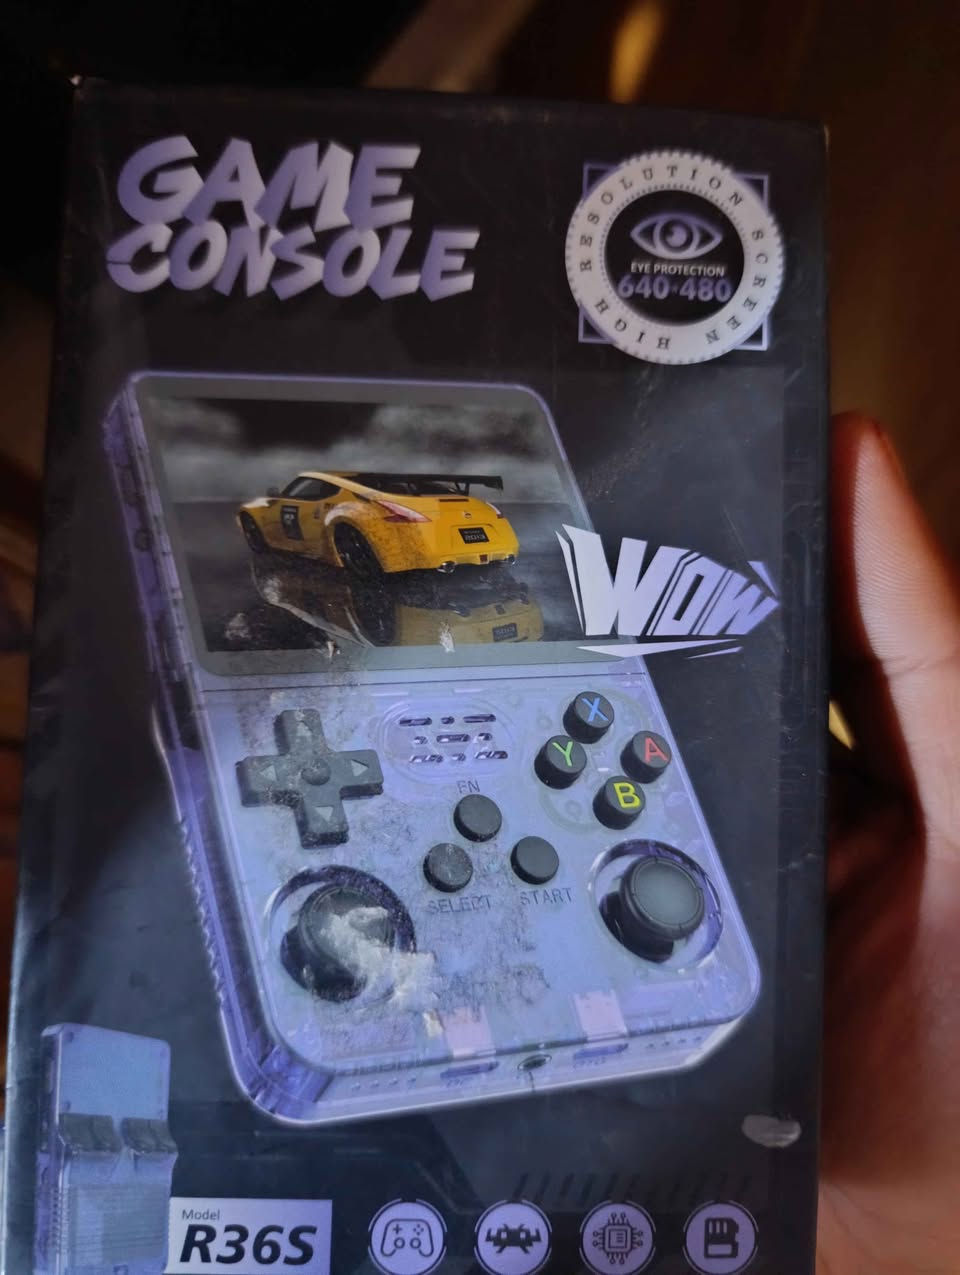 GAME
CONSOLE
HIGH RESOLUTION SCREEN
EYE PROTECTION
640*480
WOW
X
Y
A
B
FN
SELECT
START
Model
R36S